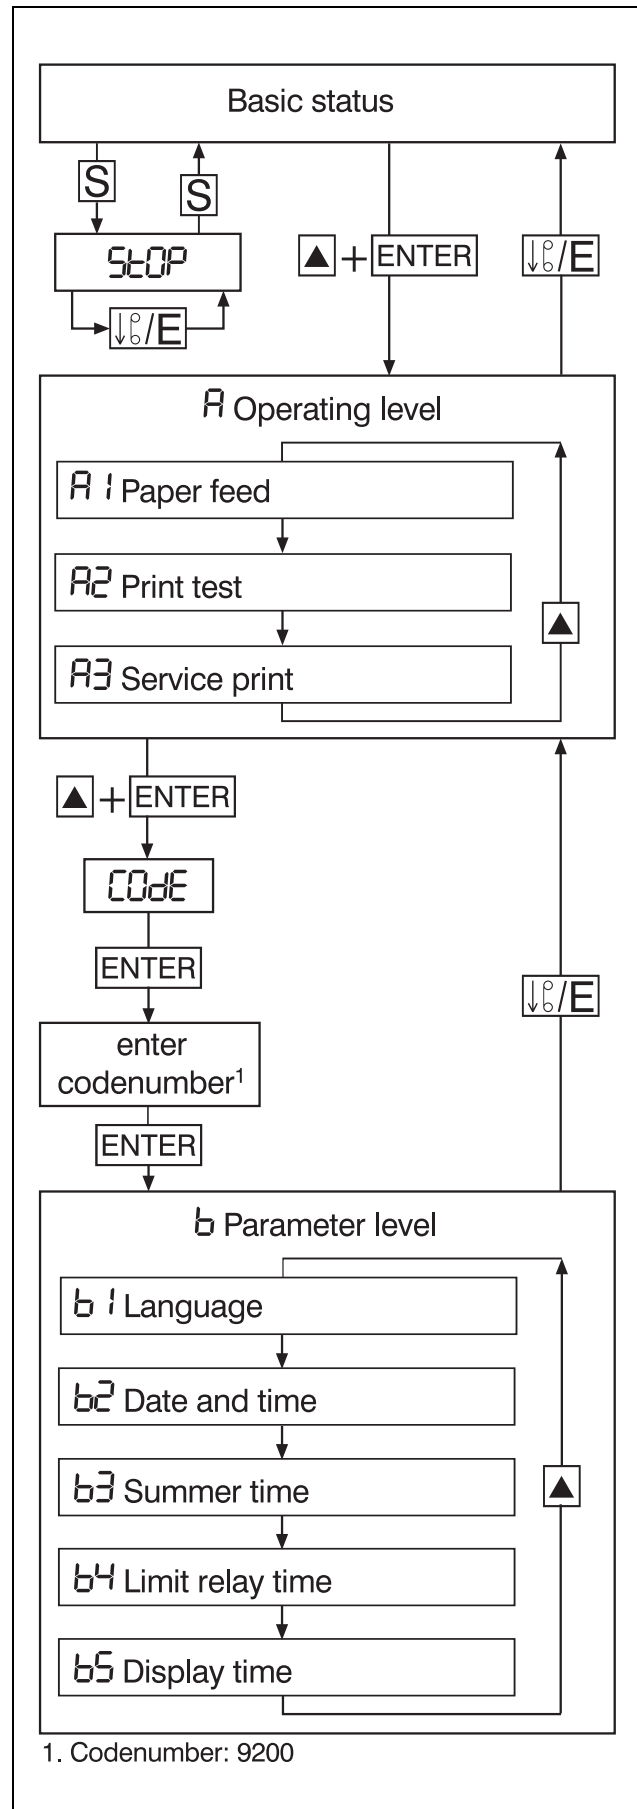 Basic status
S
S
StOP
▲ + ENTER
↓/E
↓/E
A Operating level
A1 Paper feed
A2 Print test
▲
A3 Service print
▲ + ENTER
COdE
ENTER
↓/E
enter
codenumber¹
ENTER
b Parameter level
b1 Language
b2 Date and time
b3 Summer time
▲
b4 Limit relay time
b5 Display time
1. Codenumber: 9200